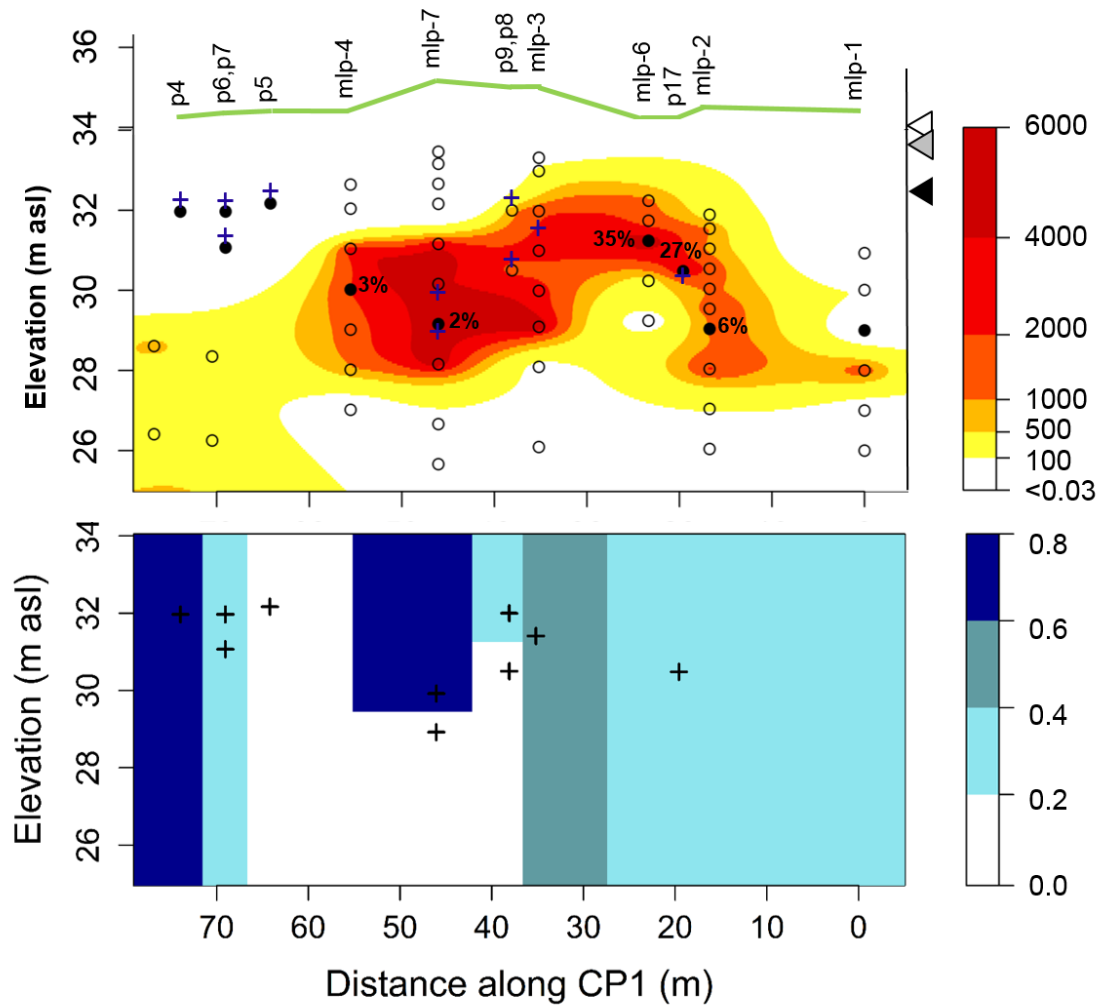 p4
p6,p7
p5
mlp-4
mlp-7
p9,p8
mlp-3
mlp-6
p17
mlp-2
mlp-1
Elevation (m asl)
36
34
32
30
28
26
3%
2%
35%
27%
6%
6000
4000
2000
1000
500
100
<0.03
Elevation (m asl)
34
32
30
28
26
0.8
0.6
0.4
0.2
0.0
70
60
50
40
30
20
10
0
Distance along CP1 (m)